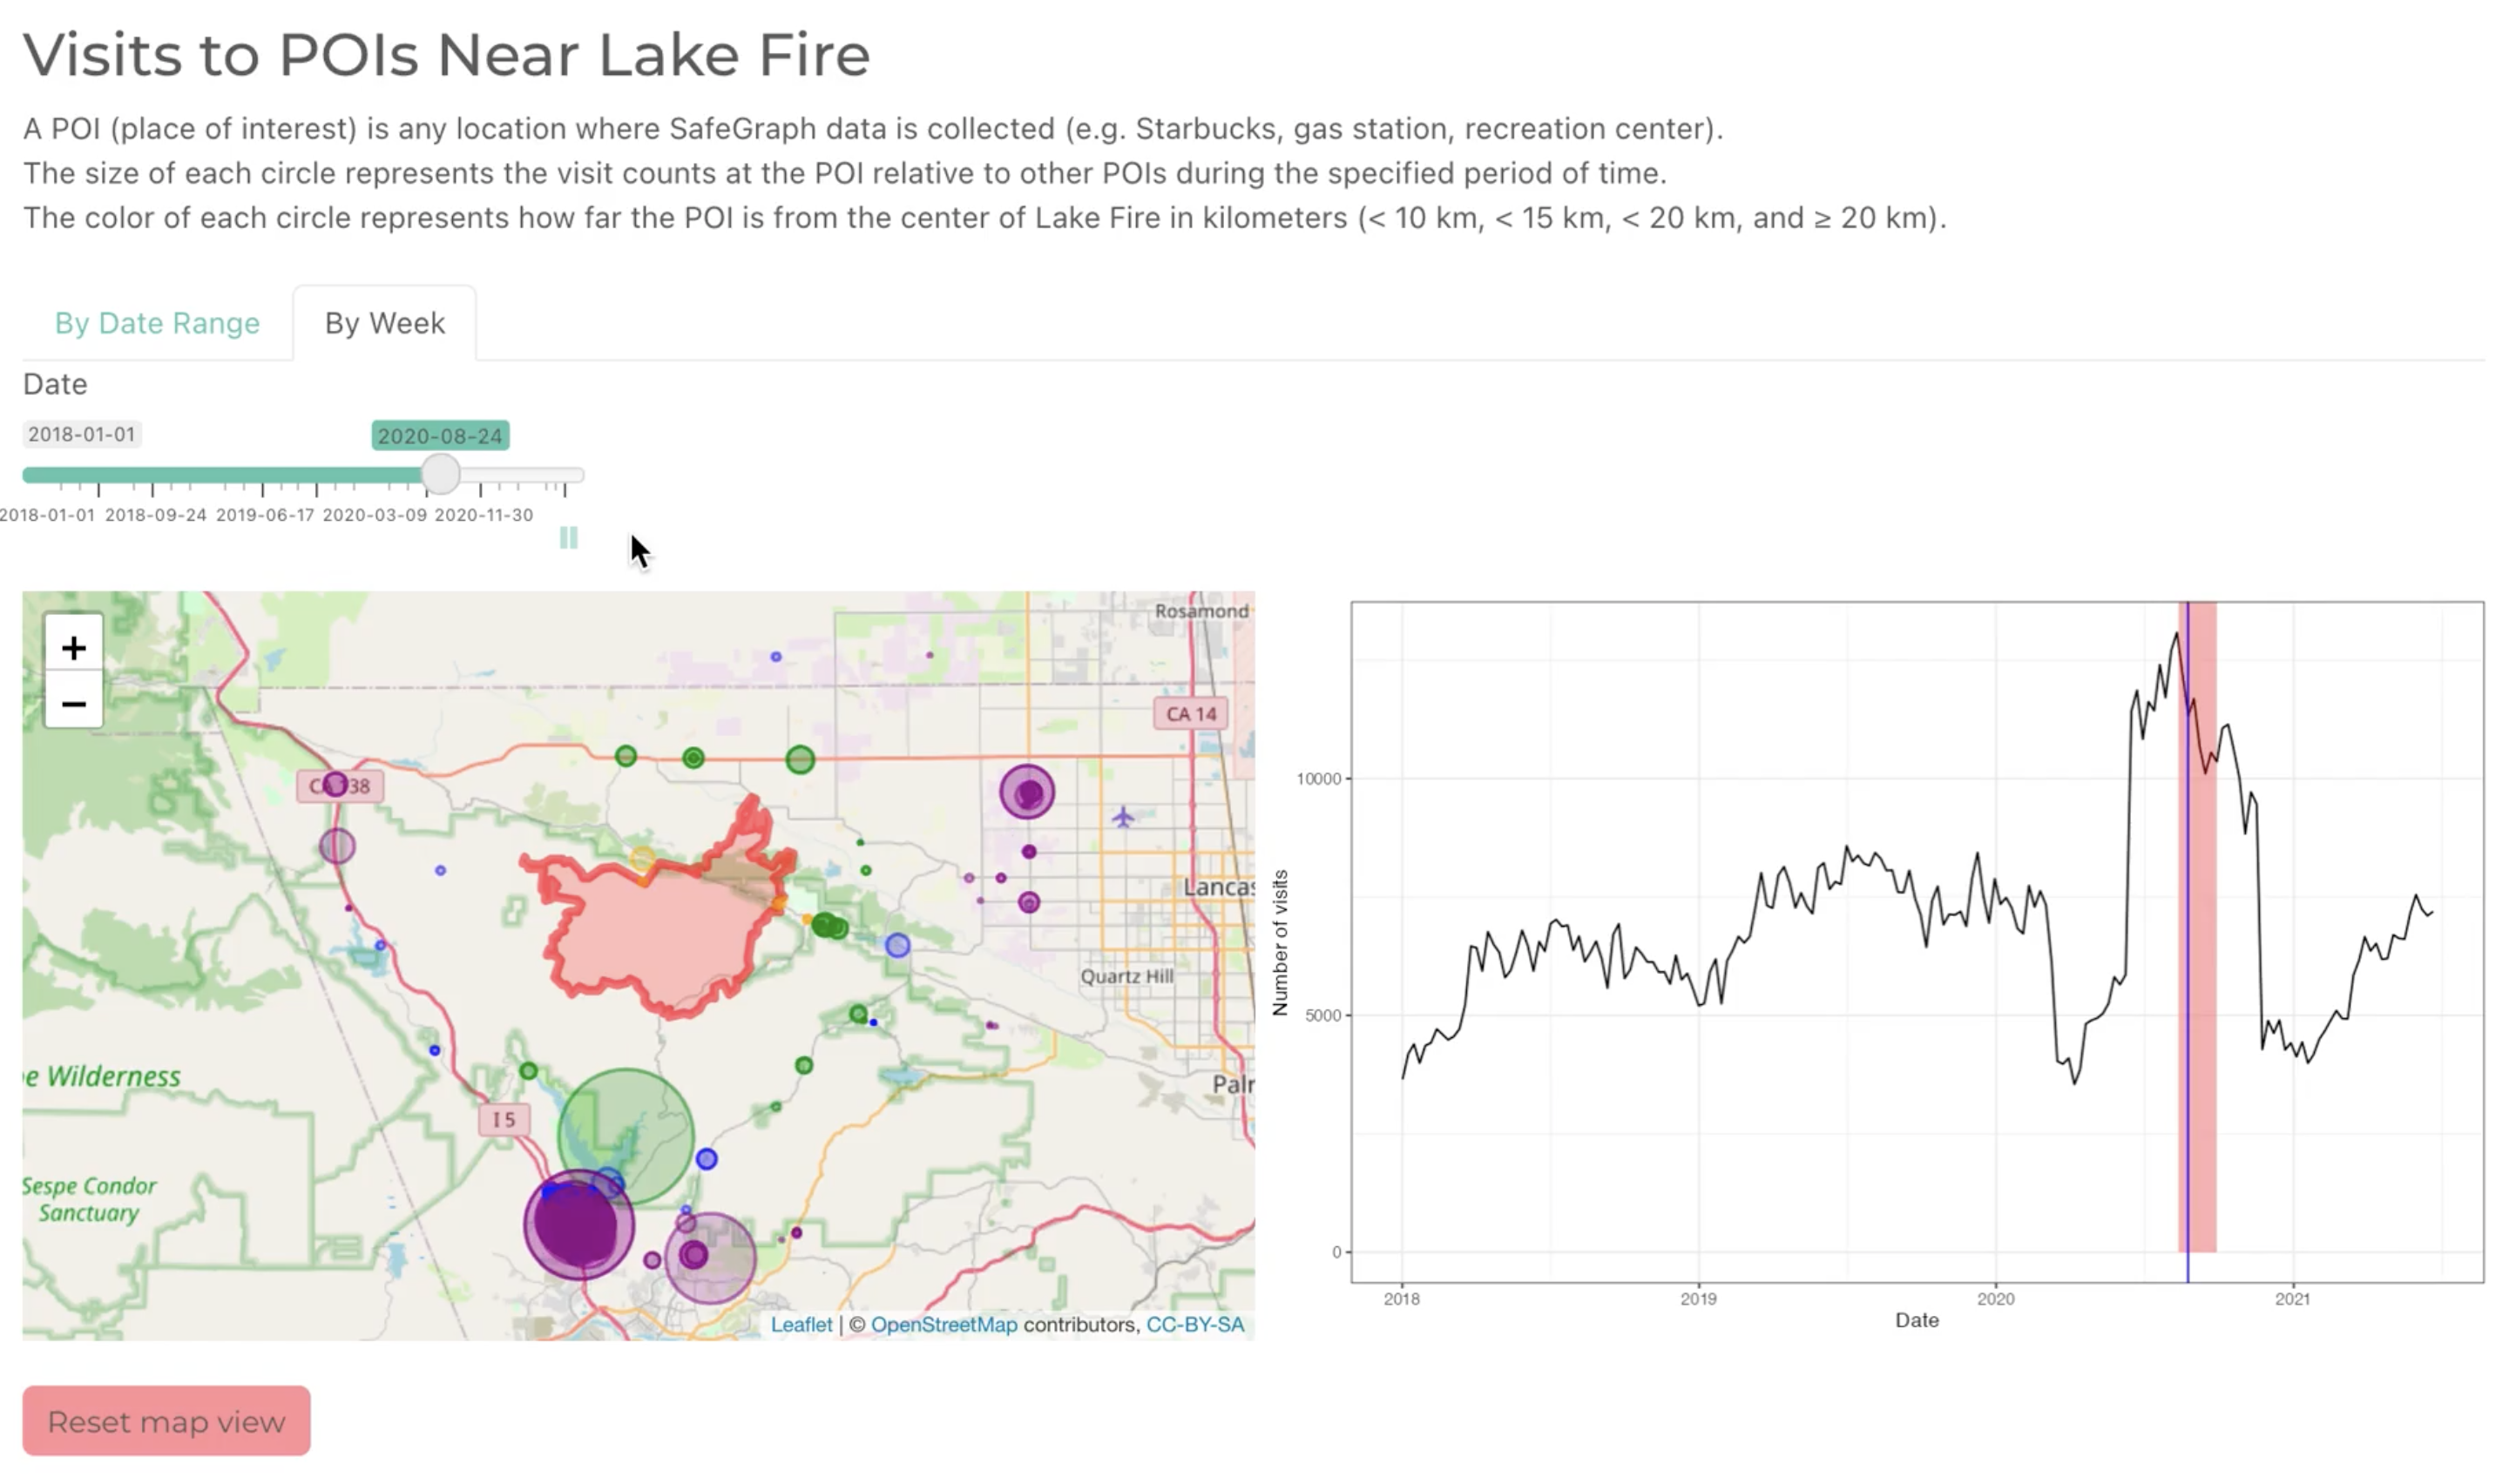 Visits to POIs Near Lake Fire
A POI (place of interest) is any location where SafeGraph data is collected (e.g. Starbucks, gas station, recreation center).
The size of each circle represents the visit counts at the POI relative to other POIs during the specified period of time.
The color of each circle represents how far the POI is from the center of Lake Fire in kilometers (< 10 km, < 15 km, < 20 km, and ≥ 20 km).
By Date Range
By Week
Date
2018-01-01
2020-08-24
2018-01-01 2018-09-24 2019-06-17 2020-03-09 2020-11-30
+
−
Rosamond
CA 14
CA 138
Lancas
Quartz Hill
e Wilderness
Palr
I 5
Sespe Condor
Sanctuary
Leaflet | © OpenStreetMap contributors, CC-BY-SA
Number of visits
10000
5000
0
2018
2019
2020
2021
Date
Reset map view